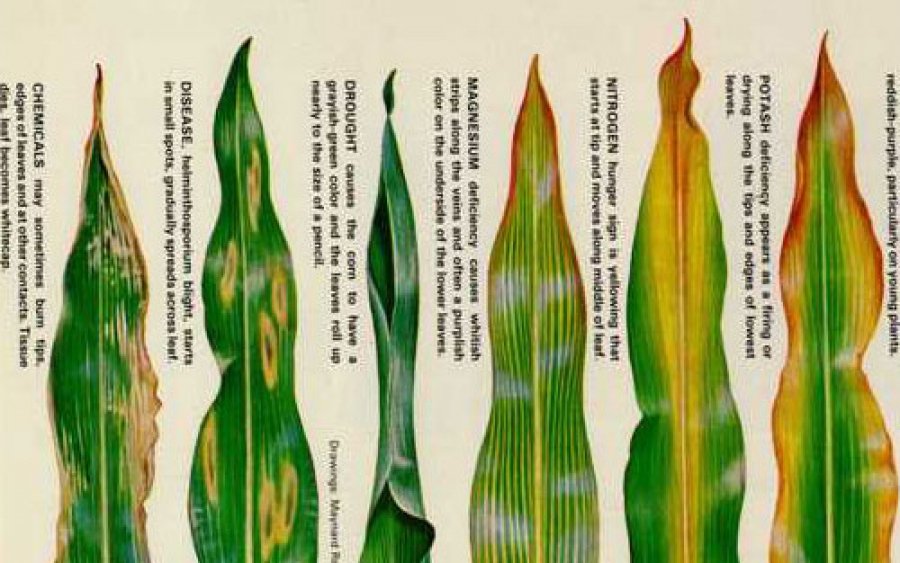 reddish-purple, particularly on young plants.
POTASH deficiency appears as a firing or
drying along the tips and edges of lowest
leaves.
NITROGEN hunger sign is yellowing that
starts at tip and moves along middle of leaf.
MAGNESIUM deficiency causes whitish
strips along the veins and often a purplish
color on the underside of the lower leaves.
DROUGHT causes the corn to have a
grayish-green color and the leaves roll up
nearly to the size of a pencil.
Drawings: Maynard
DISEASE, helminthosporium blight, starts
in small spots, gradually spreads across leaf.
CHEMICALS may sometimes burn tips,
edges of leaves and at other contacts. Tissue
dies, leaf becomes whitecap.